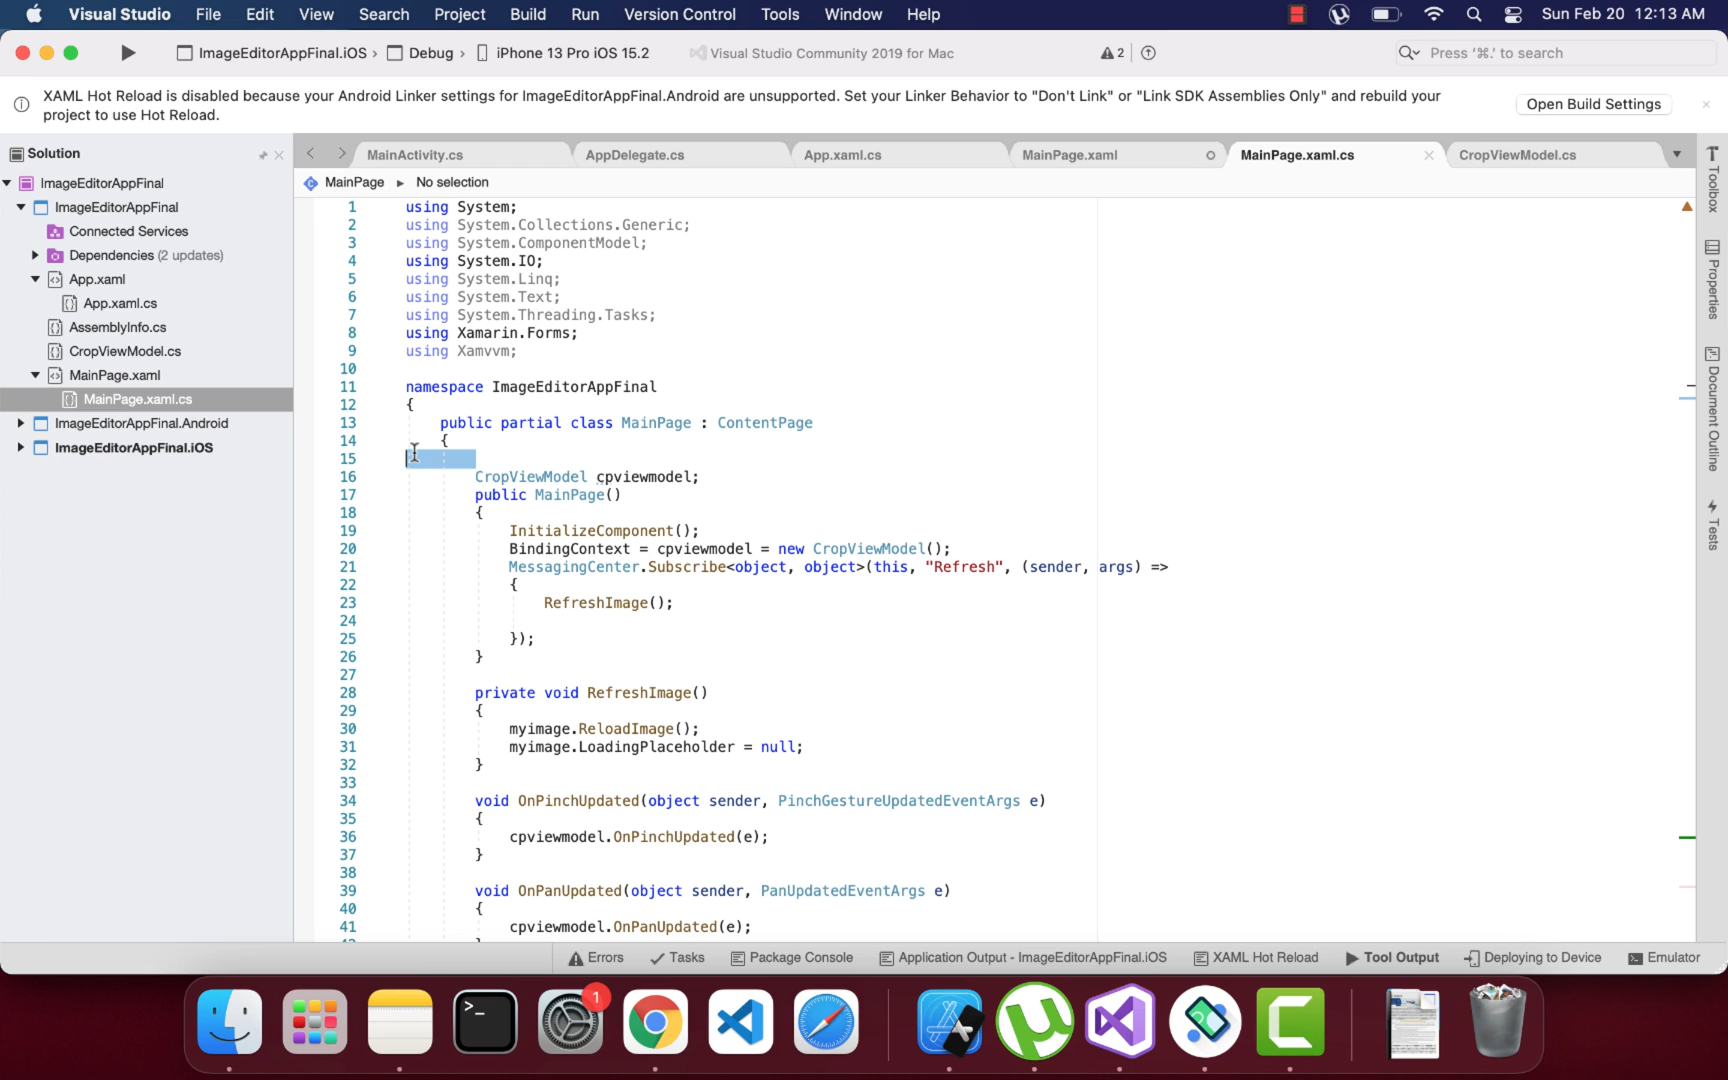 Visual Studio File Edit View Search Project Build Run Version Control Tools Window Help Sun Feb 20 12:13 AM
ImageEditorAppFinal.iOS › Debug › iPhone 13 Pro iOS 15.2 Visual Studio Community 2019 for Mac 2 Press '⌘.' to search
XAML Hot Reload is disabled because your Android Linker settings for ImageEditorAppFinal.Android are unsupported. Set your Linker Behavior to "Don't Link" or "Link SDK Assemblies Only" and rebuild your
project to use Hot Reload.
Open Build Settings
Solution
ImageEditorAppFinal
ImageEditorAppFinal
Connected Services
Dependencies (2 updates)
App.xaml
App.xaml.cs
AssemblyInfo.cs
CropViewModel.cs
MainPage.xaml
MainPage.xaml.cs
ImageEditorAppFinal.Android
ImageEditorAppFinal.iOS
MainActivity.cs AppDelegate.cs App.xaml.cs MainPage.xaml MainPage.xaml.cs CropViewModel.cs
MainPage No selection
1 using System;
2 using System.Collections.Generic;
3 using System.ComponentModel;
4 using System.IO;
5 using System.Linq;
6 using System.Text;
7 using System.Threading.Tasks;
8 using Xamarin.Forms;
9 using Xamvvm;
10
11 namespace ImageEditorAppFinal
12 {
13 public partial class MainPage : ContentPage
14 {
15
16 CropViewModel cpviewmodel;
17 public MainPage()
18 {
19 InitializeComponent();
20 BindingContext = cpviewmodel = new CropViewModel();
21 MessagingCenter.Subscribe<object, object>(this, "Refresh", (sender, args) =>
22 {
23 RefreshImage();
24
25 });
26 }
27
28 private void RefreshImage()
29 {
30 myimage.ReloadImage();
31 myimage.LoadingPlaceholder = null;
32 }
33
34 void OnPinchUpdated(object sender, PinchGestureUpdatedEventArgs e)
35 {
36 cpviewmodel.OnPinchUpdated(e);
37 }
38
39 void OnPanUpdated(object sender, PanUpdatedEventArgs e)
40 {
41 cpviewmodel.OnPanUpdated(e);
Toolbox
Properties
Document Outline
Tests
Errors Tasks Package Console Application Output - ImageEditorAppFinal.iOS XAML Hot Reload Tool Output Deploying to Device Emulator
1